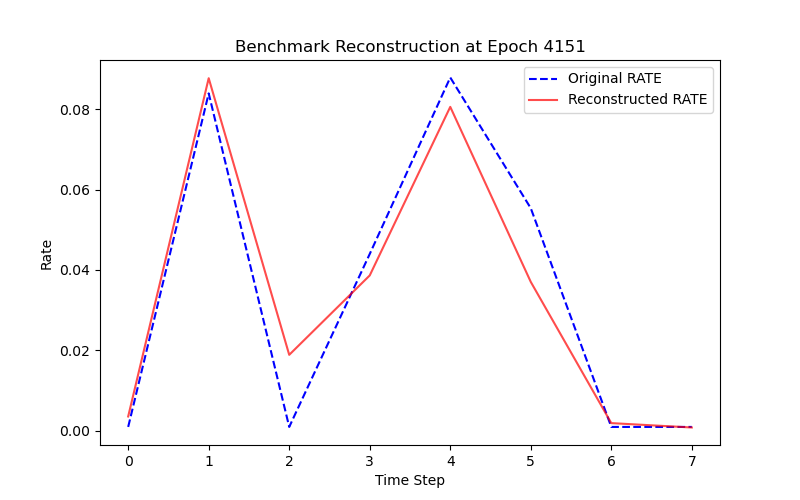 Benchmark Reconstruction at Epoch 4151
Original RATE
Reconstructed RATE
Rate
0.08
0.06
0.04
0.02
0.00
0 1 2 3 4 5 6 7
Time Step